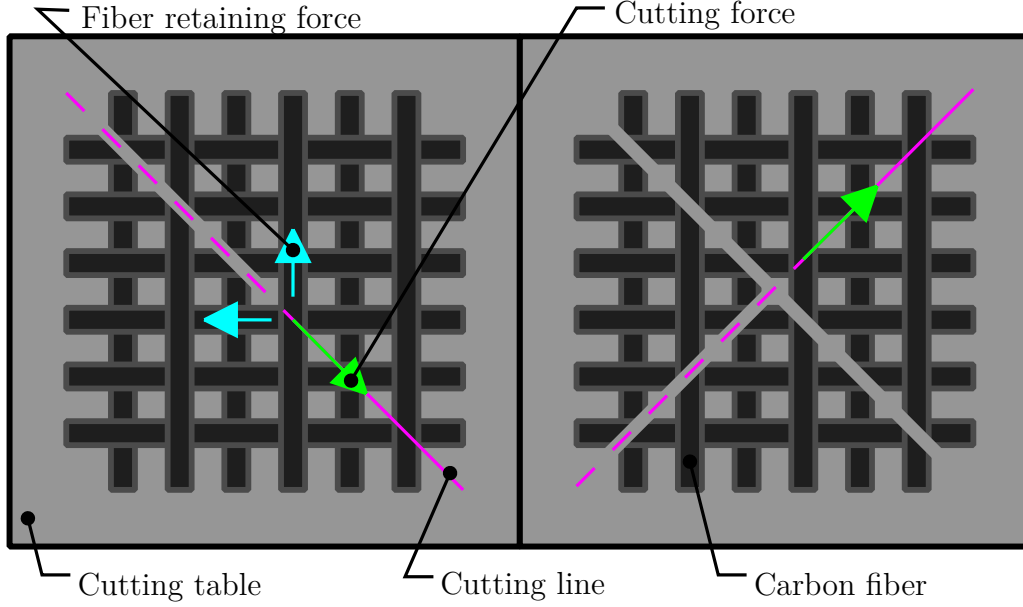 Fiber retaining force
Cutting force
Cutting table
Cutting line
Carbon fiber